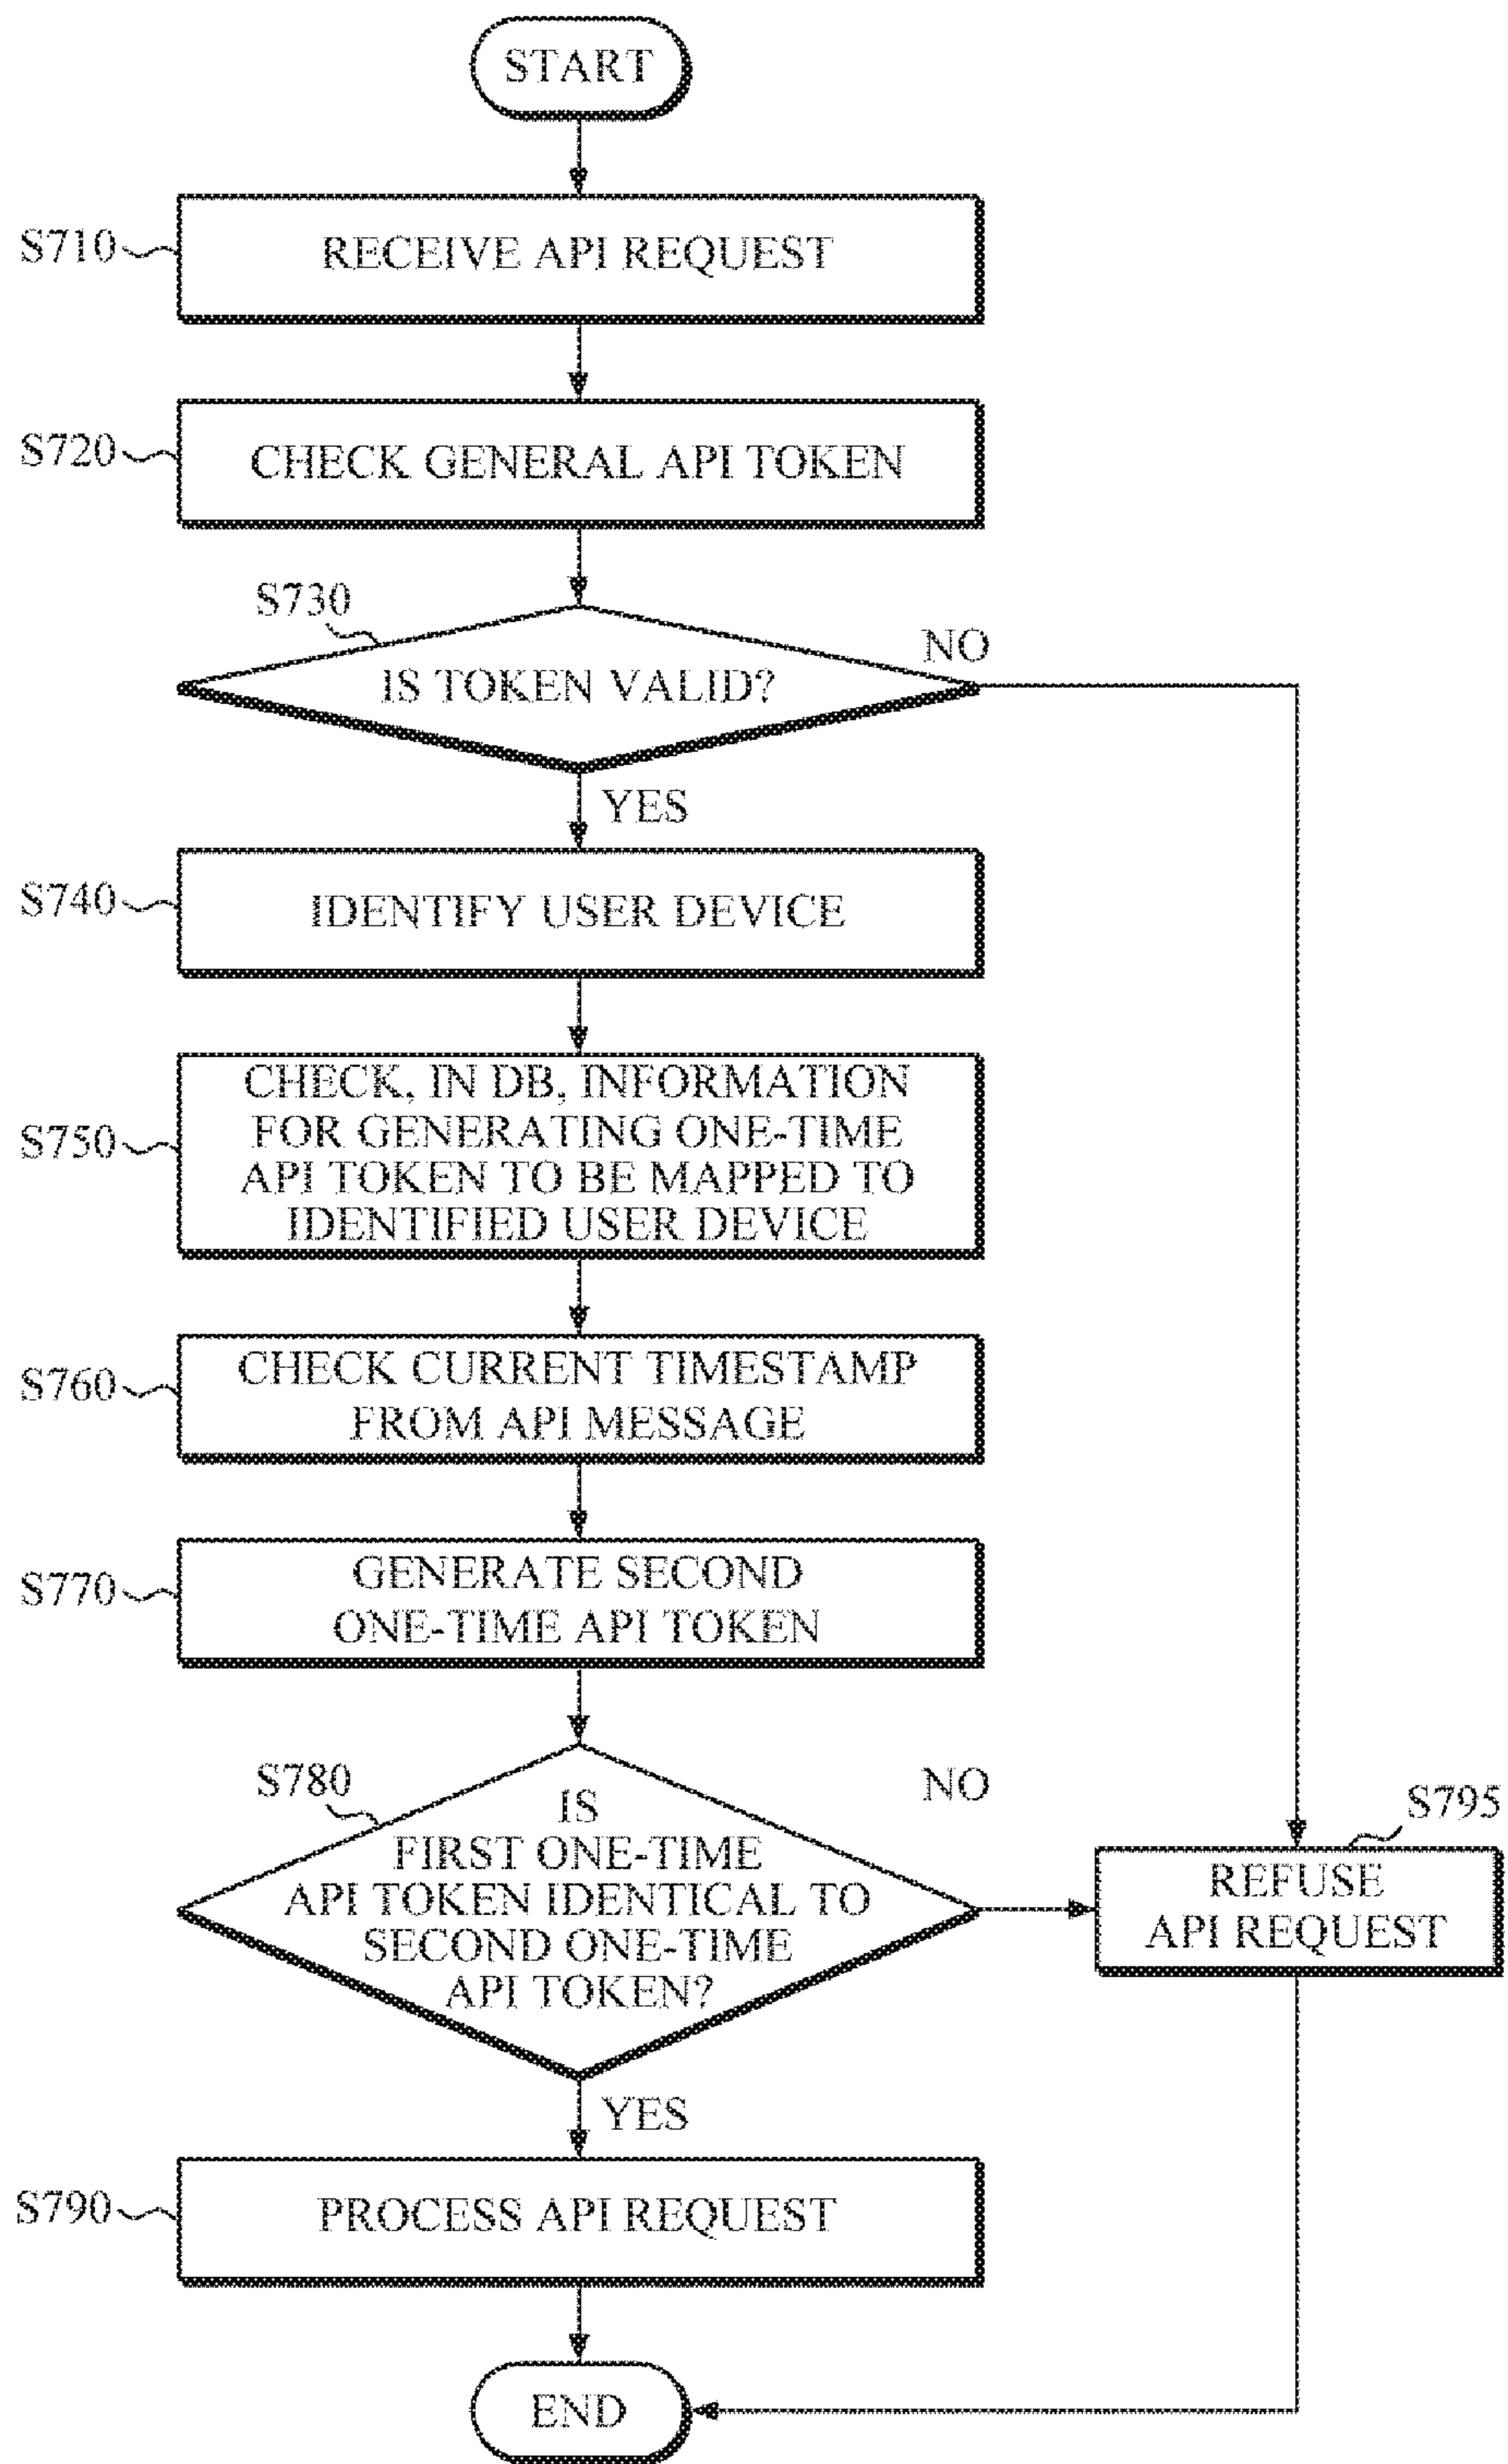 START
S710
RECEIVE API REQUEST
S720
CHECK GENERAL API TOKEN
S730
IS TOKEN VALID?
NO
YES
S740
IDENTIFY USER DEVICE
S750
CHECK, IN DB, INFORMATION
FOR GENERATING ONE-TIME
API TOKEN TO BE MAPPED TO
IDENTIFIED USER DEVICE
S760
CHECK CURRENT TIMESTAMP
FROM API MESSAGE
S770
GENERATE SECOND
ONE-TIME API TOKEN
S780
IS
FIRST ONE-TIME
API TOKEN IDENTICAL TO
SECOND ONE-TIME
API TOKEN?
NO
S795
REFUSE
API REQUEST
YES
S790
PROCESS API REQUEST
END